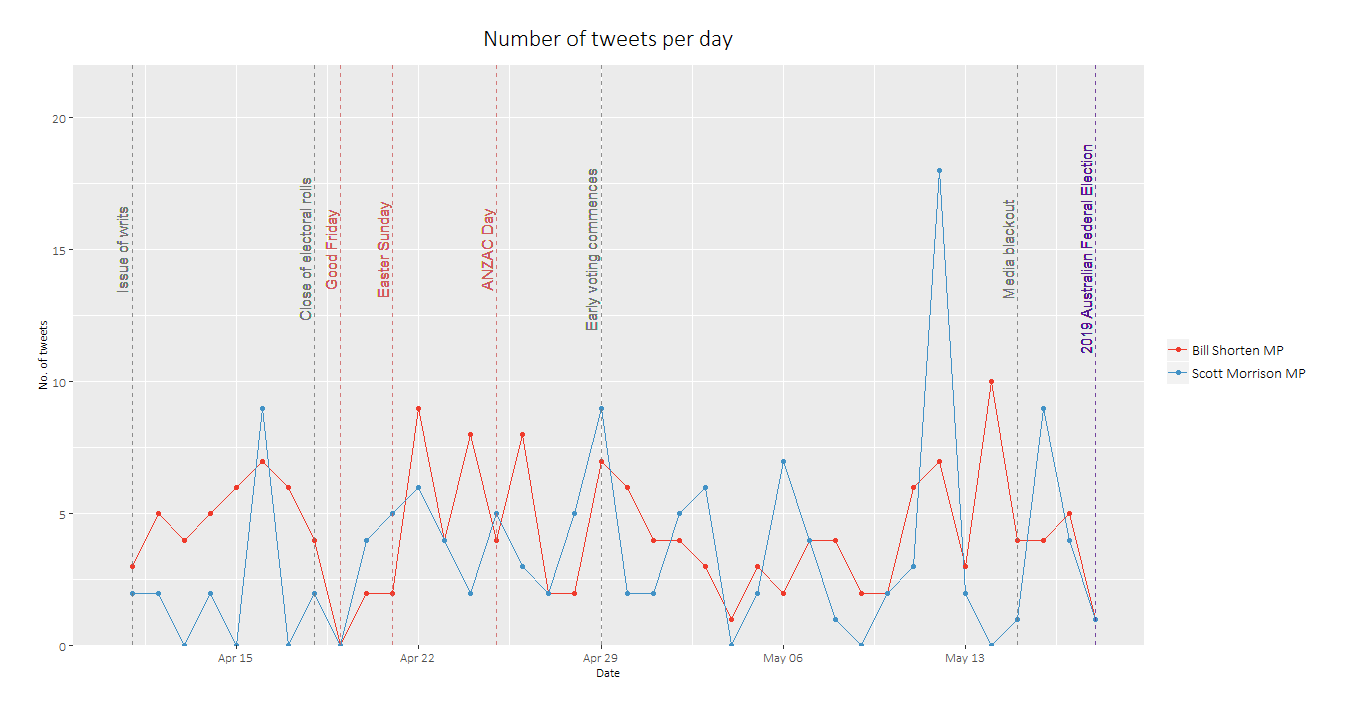 Number of tweets per day
20
15
10
5
0
No. of tweets
Issue of writs
Close of electoral rolls
Good Friday
Easter Sunday
ANZAC Day
Early voting commences
Media blackout
2019 Australian Federal Election
Apr 15
Apr 22
Apr 29
May 06
May 13
Date
Bill Shorten MP
Scott Morrison MP